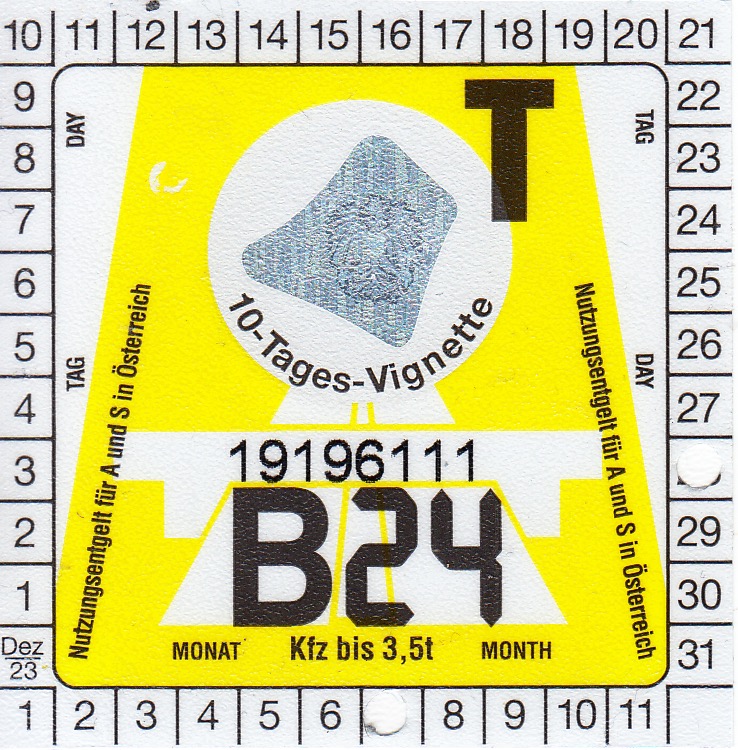 10 11 12 13 14 15 16 17 18 19 20 21
9
8
7
6
5
4
3
2
1
Dez
23
DAY
TAG
Nutzungsentgelt für A und S in Österreich
T
10-Tages-Vignette
19196111
B24
MONAT Kfz bis 3,5t MONTH
TAG
DAY
Nutzungsentgelt für A und S in Österreich
22
23
24
25
26
27
29
30
31
1 2 3 4 5 6 8 9 10 11